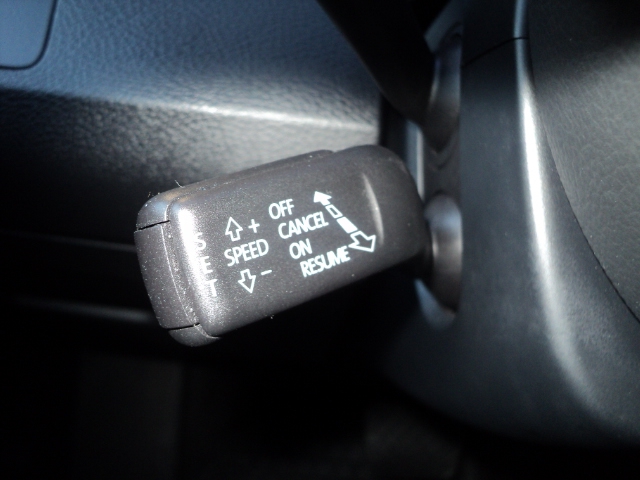 SET
+
SPEED
-
OFF
CANCEL
ON
RESUME